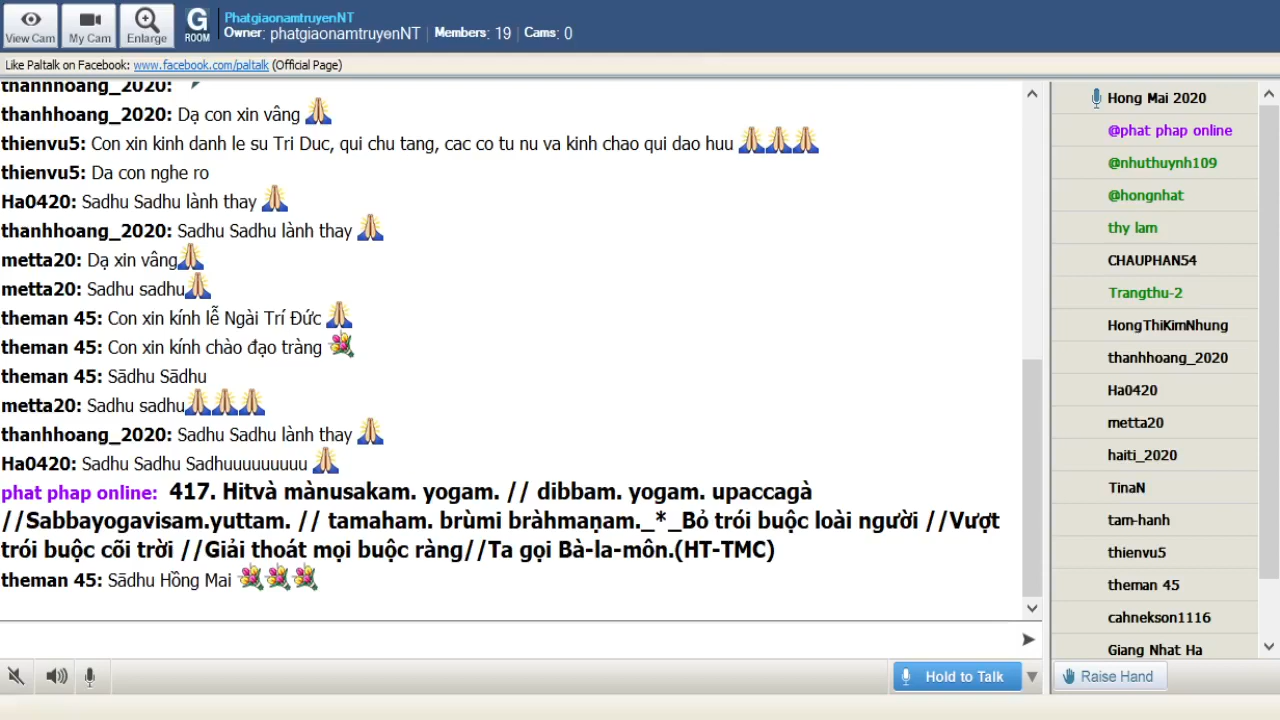 View Cam
My Cam
Enlarge
G
ROOM
PhatgiaonamtruyenNT
Owner: phatgiaonamtruyenNT | Members: 19 | Cams: 0
Like Paltalk on Facebook: www.facebook.com/paltalk (Official Page)
thanhhoang_2020:
thanhhoang_2020: Dạ con xin vâng
thienvu5: Con xin kinh danh le su Tri Duc, qui chu tang, cac co tu nu va kinh chao qui dao huu
thienvu5: Da con nghe ro
Ha0420: Sadhu Sadhu lành thay
thanhhoang_2020: Sadhu Sadhu lành thay
metta20: Dạ xin vâng
metta20: Sadhu sadhu
theman 45: Con xin kính lễ Ngài Trí Đức
theman 45: Con xin kính chào đạo tràng
theman 45: Sādhu Sādhu
metta20: Sadhu sadhu
thanhhoang_2020: Sadhu Sadhu lành thay
Ha0420: Sadhu Sadhu Sadhuuuuuuuuu
phat phap online: 417. Hitvà mànusakam. yogam. // dibbam. yogam. upaccagà
//Sabbayogavisam.yuttam. // tamaham. brùmi bràhmaṇam._*_Bỏ trói buộc loài người //Vượt
trói buộc cõi trời //Giải thoát mọi buộc ràng//Ta gọi Bà-la-môn.(HT-TMC)
theman 45: Sādhu Hồng Mai
Hold to Talk
Hong Mai 2020
@phat phap online
@nhuthuynh109
@hongnhat
thy lam
CHAUPHAN54
Trangthu-2
HongThiKimNhung
thanhhoang_2020
Ha0420
metta20
haiti_2020
TinaN
tam-hanh
thienvu5
theman 45
cahnekson1116
Giang Nhat Ha
Raise Hand